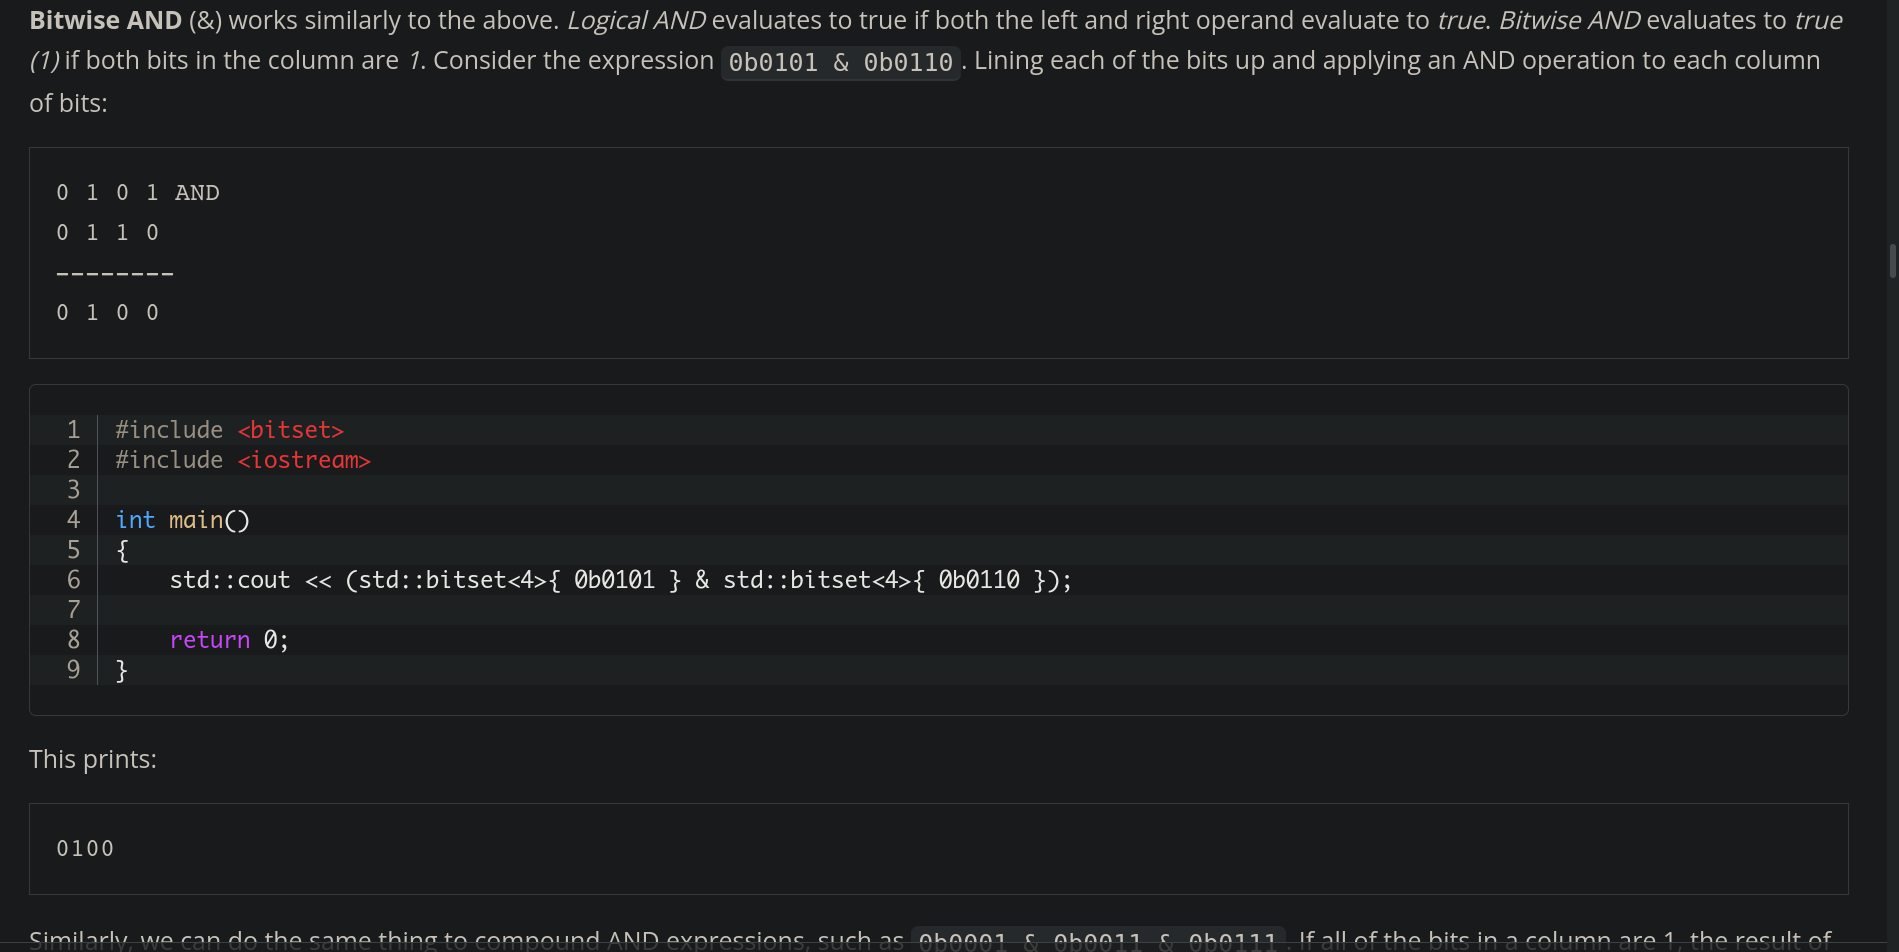 Bitwise AND (&) works similarly to the above. Logical AND evaluates to true if both the left and right operand evaluate to true. Bitwise AND evaluates to true
(1) if both bits in the column are 1. Consider the expression 0b0101 & 0b0110. Lining each of the bits up and applying an AND operation to each column
of bits:
0 1 0 1 AND
0 1 1 0
--------
0 1 0 0
1 #include <bitset>
2 #include <iostream>
3
4 int main()
5 {
6     std::cout << (std::bitset<4>{ 0b0101 } & std::bitset<4>{ 0b0110 });
7
8     return 0;
9 }
This prints:
0100
Similarly, we can do the same thing to compound AND expressions, such as 0b0001 & 0b0011 & 0b0111. If all of the bits in a column are 1, the result of